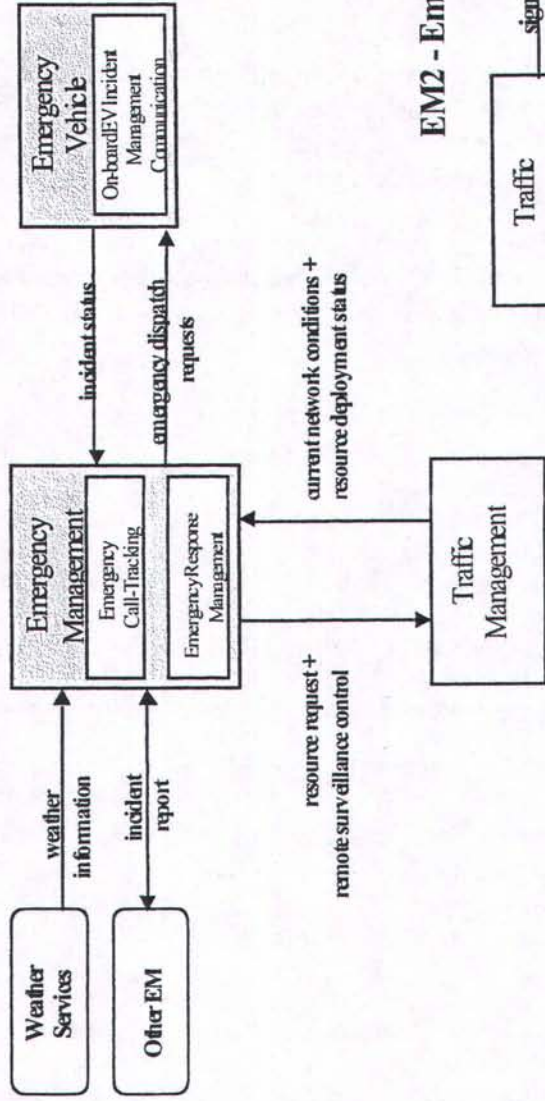 Weather
Services
Other EM
weather
information
incident
report
Emergency
Management
Emergency
Call-Tracking
Emergency Response
Management
incident status
emergency dispatch
requests
Emergency
Vehicle
On-board EV Incident
Management
Communication
resource request +
remote surveillance control
current network conditions +
resource deployment status
Traffic
Management
EM2 - Em
Traffic
sign